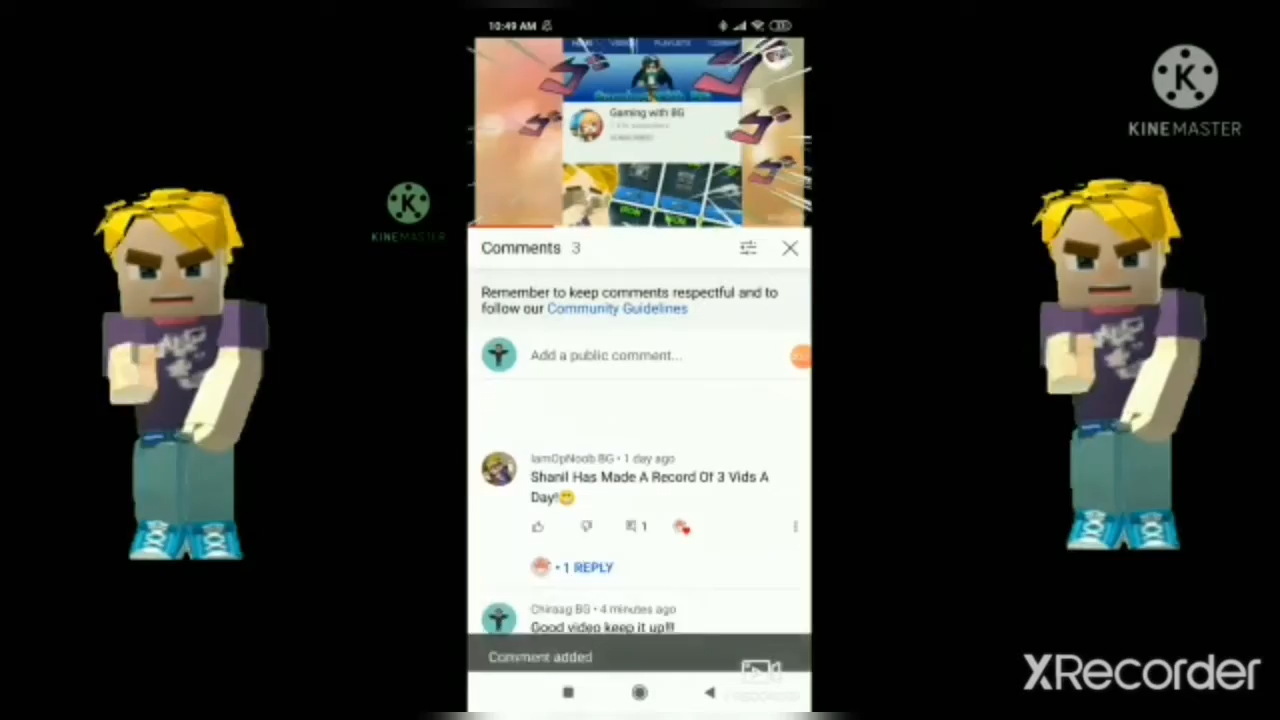 10:49 AM
Gaming with BG
KINEMASTER
KINEMASTER
Comments 3
Remember to keep comments respectful and to
follow our Community Guidelines
Add a public comment...
IamOpNoob BG • 1 day ago
Shanil Has Made A Record Of 3 Vids A
Day!😁
1
• 1 REPLY
Chiraag BG • 4 minutes ago
Good video keep it up!!!
Comment added
XRecorder